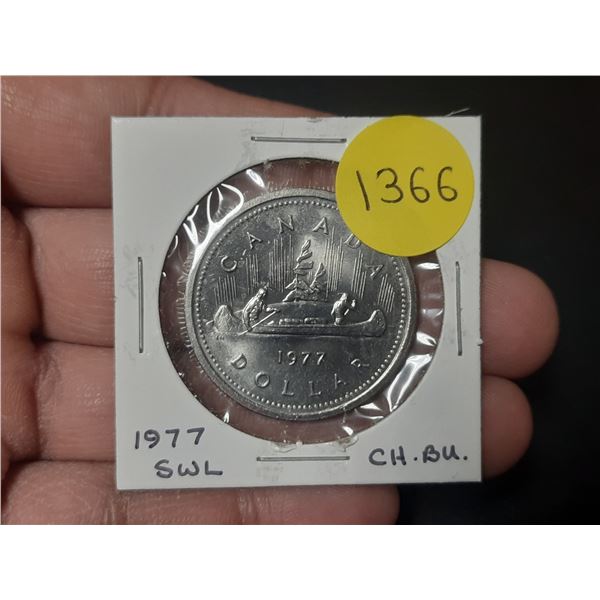 1366
CANADA
1977
DOLLAR
1977
SWL
CH.BU.